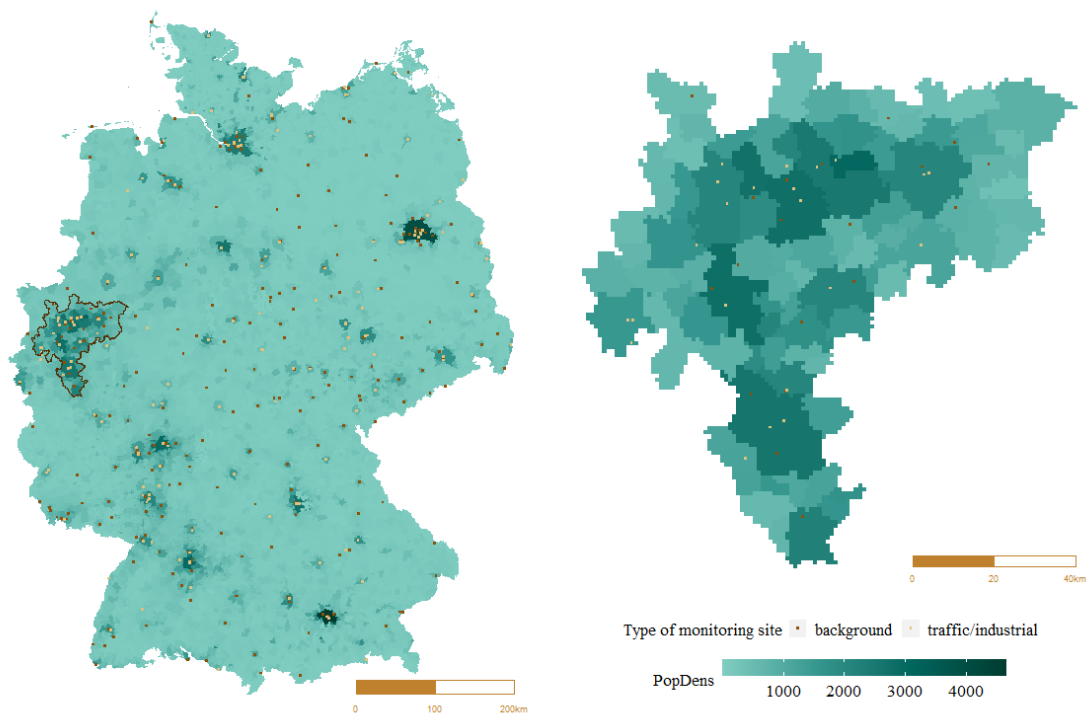 0 20 40km
Type of monitoring site background traffic/industrial
PopDens
1000 2000 3000 4000
0 100 200km